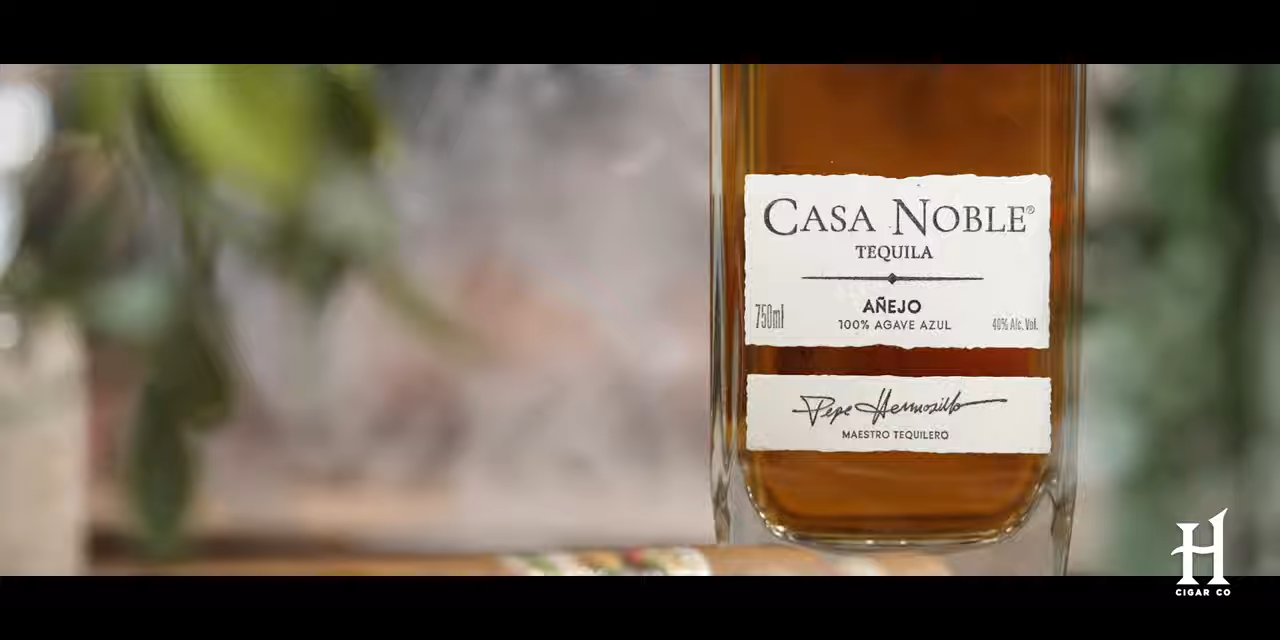 CASA NOBLE®
TEQUILA
AÑEJO
750ml
100% AGAVE AZUL
40% Alc. Vol.
Pepe Hermosillo
MAESTRO TEQUILERO
H
CIGAR CO